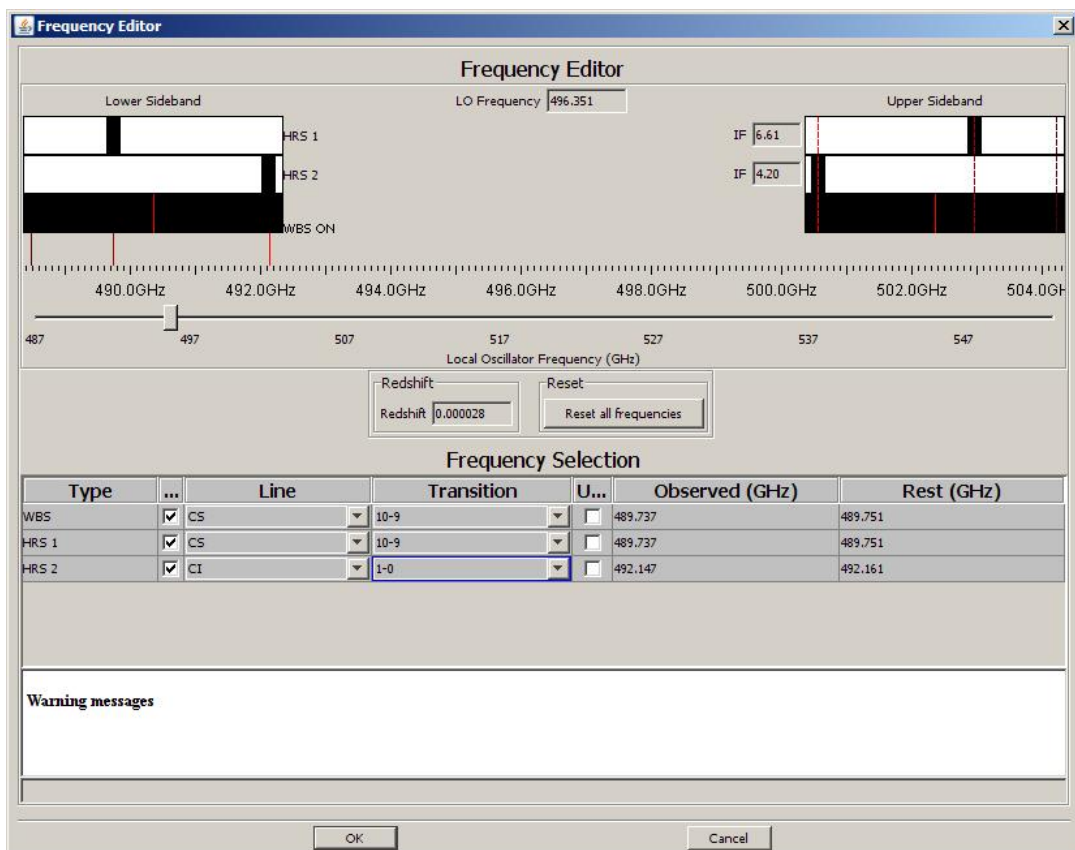 Frequency Editor
Frequency Editor
Lower Sideband
LO Frequency 496.351
Upper Sideband
HRS 1
IF 6.61
HRS 2
IF 4.20
WBS ON
490.0GHz 492.0GHz 494.0GHz 496.0GHz 498.0GHz 500.0GHz 502.0GHz 504.0GH
487 497 507 517 527 537 547
Local Oscillator Frequency (GHz)
Redshift
Reset
Redshift 0.000028
Reset all frequencies
Frequency Selection
Type ... Line Transition U... Observed (GHz) Rest (GHz)
WBS CS 10-9 489.737 489.751
HRS 1 CS 10-9 489.737 489.751
HRS 2 CI 1-0 492.147 492.161
Warning messages
OK Cancel